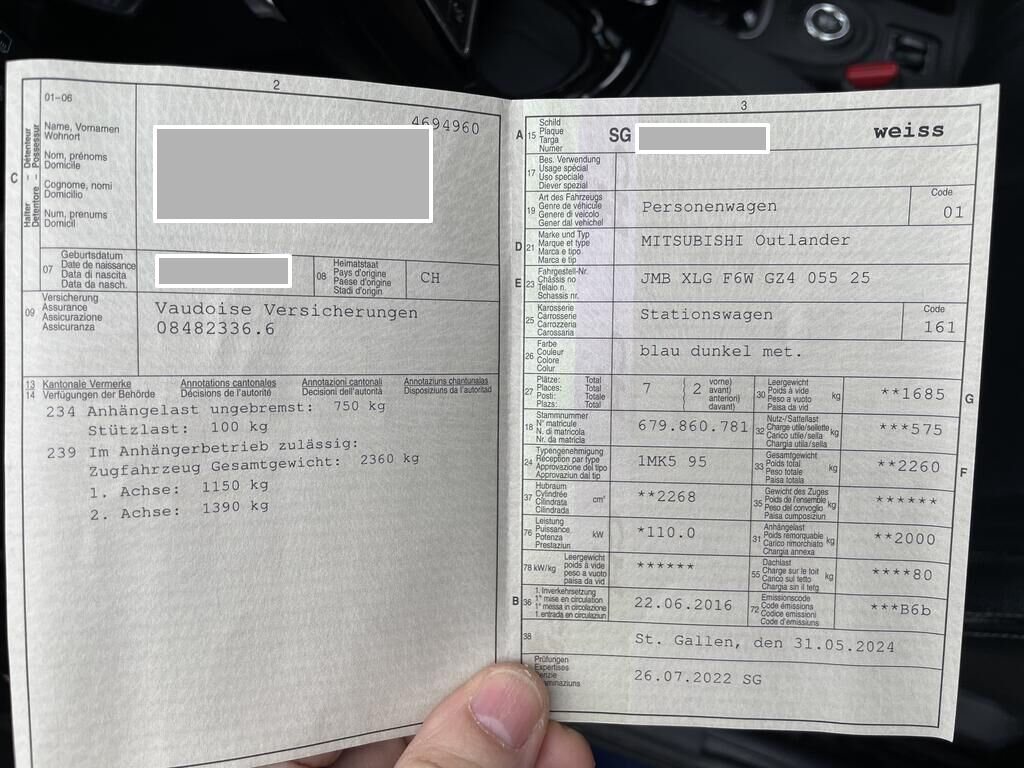 2
01-06
4694960
C
Halter – Détenteur
Detentore – Possessur
Name, Vornamen
Wohnort
Nom, prénoms
Domicile
Cognome, nomi
Domicilio
Num, prenums
Domicil
07
Geburtsdatum
Date de naissance
Data di nascita
Data da nasch.
08
Heimatstaat
Pays d'origine
Paese d'origine
Stadi d'origin
CH
09
Versicherung
Assurance
Assicurazione
Assicuranza
Vaudoise Versicherungen
08482336.6
13 Kantonale Vermerke Annotations cantonales Annotazioni cantonali Annotaziuns chantunalas
14 Verfügungen der Behörde Décisions de l'autorité Decisioni dell'autorità Disposiziuns da l'autoritad
234 Anhängelast ungebremst: 750 kg
Stützlast: 100 kg
239 Im Anhängerbetrieb zulässig:
Zugfahrzeug Gesamtgewicht: 2360 kg
1. Achse: 1150 kg
2. Achse: 1390 kg
3
A 15
Schild
Plaque
Targa
Numer
SG
weiss
17
Bes. Verwendung
Usage spécial
Uso speciale
Diever spezial
19
Art des Fahrzeugs
Genre de véhicule
Genere di veicolo
Gener dal vehichel
Personenwagen
Code
01
D 21
Marke und Typ
Marque et type
Marca e tipo
Marca e tip
MITSUBISHI Outlander
E 23
Fahrgestell-Nr.
Châssis no
Telaio n.
Schassis nr.
JMB XLG F6W GZ4 055 25
25
Karosserie
Carrosserie
Carrozzeria
Carossaria
Stationswagen
Code
161
26
Farbe
Couleur
Colore
Colur
blau dunkel met.
27
Plätze: Total
Places: Total
Posti: Totale
Plazs: Total
7 ( 2
vorne)
avant)
anteriori)
davant)
30
Leergewicht
Poids à vide
Peso a vuoto
Paisa da vid
kg
**1685
G
18
Stammnummer
N° matricule
N. di matricola
Nr. da matricla
679.860.781
32
Nutz-/Sattellast
Charge utile/sellette
Carico utile/sella
Chargia utila/sella
kg
***575
24
Typengenehmigung
Réception par type
Approvazione del tipo
Approvaziun dal tip
1MK5 95
33
Gesamtgewicht
Poids total
Peso totale
Paisa totala
kg
**2260
F
37
Hubraum
Cylindrée
Cilindrata
Cilindrada
cm³
**2268
35
Gewicht des Zuges
Poids de l'ensemble
Peso del convoglio
Paisa cumposiziun
kg
******
76
Leistung
Puissance
Potenza
Prestaziun
kW
*110.0
31
Anhängelast
Poids remorquable
Carico rimorchiato
Chargia annexa
kg
**2000
78 kW/kg
Leergewicht
poids à vide
peso a vuoto
paisa da vid
******
55
Dachlast
Charge sur le toit
Carico sul tetto
Chargia sin il tetg
kg
****80
B 36
1. Inverkehrsetzung
1re mise en circulation
1a messa in circolazione
1. entrada en circulaziun
22.06.2016
72
Emissionscode
Code émissions
Codice emissioni
Code d'emissiuns
***B6b
38
St. Gallen, den 31.05.2024
Prüfungen
Expertises
26.07.2022 SG